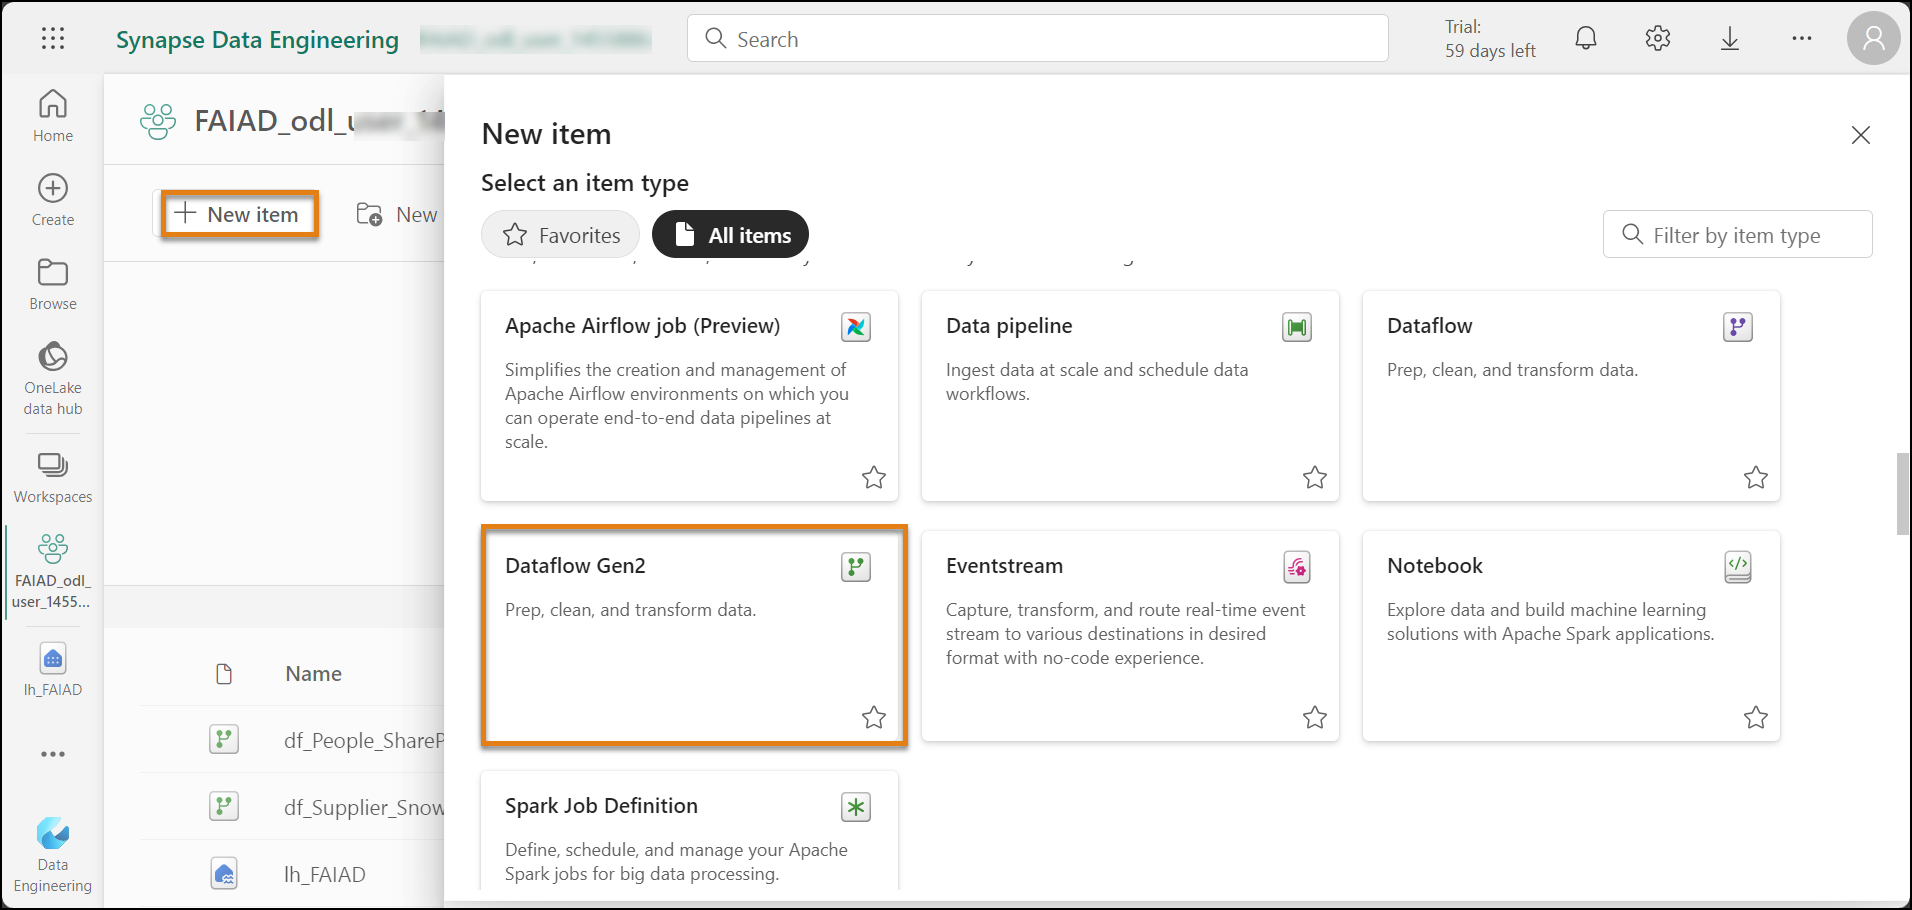 Synapse Data Engineering
Search
Trial:
59 days left
Home
Create
Browse
OneLake
data hub
Workspaces
FAIAD_odl_
user_1455...
lh_FAIAD
Data
Engineering
FAIAD_odl_
New item
New
Name
df_People_ShareP
df_Supplier_Snow
lh_FAIAD
New item
Select an item type
Favorites
All items
Filter by item type
Apache Airflow job (Preview)
Simplifies the creation and management of
Apache Airflow environments on which you
can operate end-to-end data pipelines at
scale.
Data pipeline
Ingest data at scale and schedule data
workflows.
Dataflow
Prep, clean, and transform data.
Dataflow Gen2
Prep, clean, and transform data.
Eventstream
Capture, transform, and route real-time event
stream to various destinations in desired
format with no-code experience.
Notebook
Explore data and build machine learning
solutions with Apache Spark applications.
Spark Job Definition
Define, schedule, and manage your Apache
Spark jobs for big data processing.